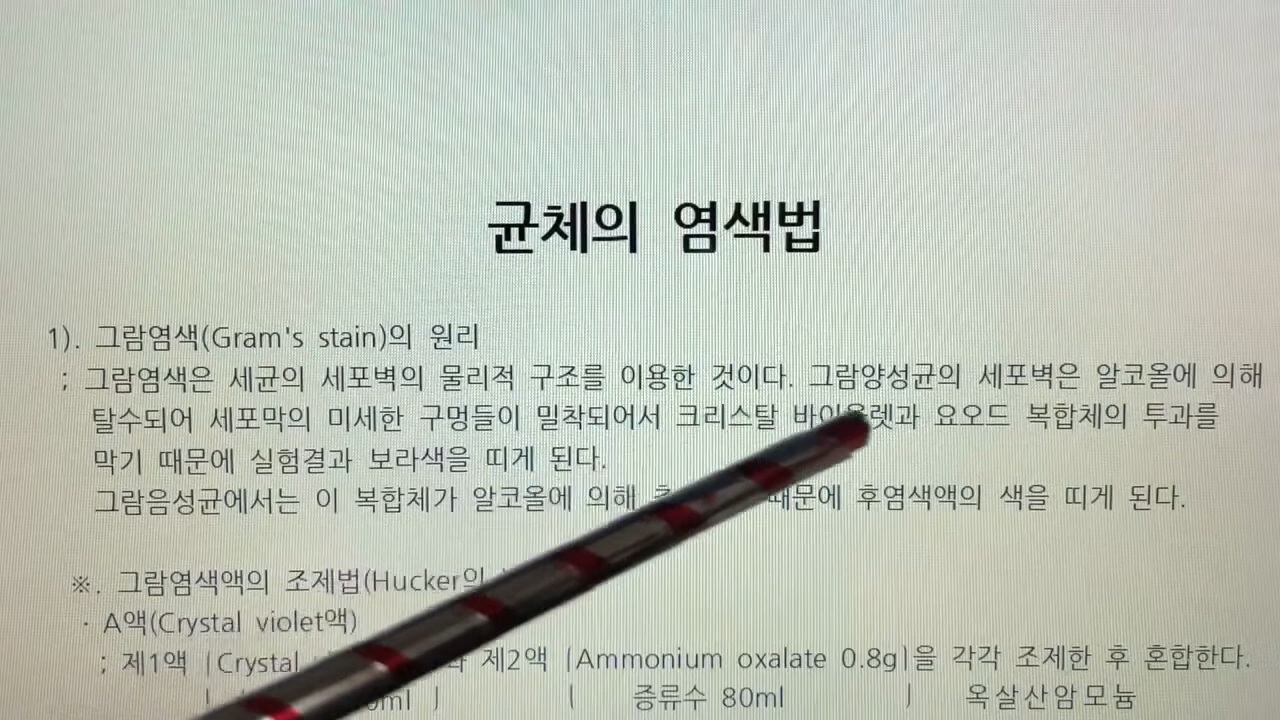 균체의 염색법
1). 그람염색(Gram's stain)의 원리
; 그람염색은 세균의 세포벽의 물리적 구조를 이용한 것이다. 그람양성균의 세포벽은 알코올에 의해
탈수되어 세포막의 미세한 구멍들이 밀착되어서 크리스탈 바이올렛과 요오드 복합체의 투과를
막기 때문에 실험결과 보라색을 띠게 된다.
그람음성균에서는 이 복합체가 알코올에 의해 때문에 후염색액의 색을 띠게 된다.
※. 그람염색액의 조제법(Hucker의
· A액(Crystal violet액)
; 제1액 |Crystal 제2액 |Ammonium oxalate 0.8g|을 각각 조제한 후 혼합한다.
| | | 증류수 80ml | 옥살산암모늄